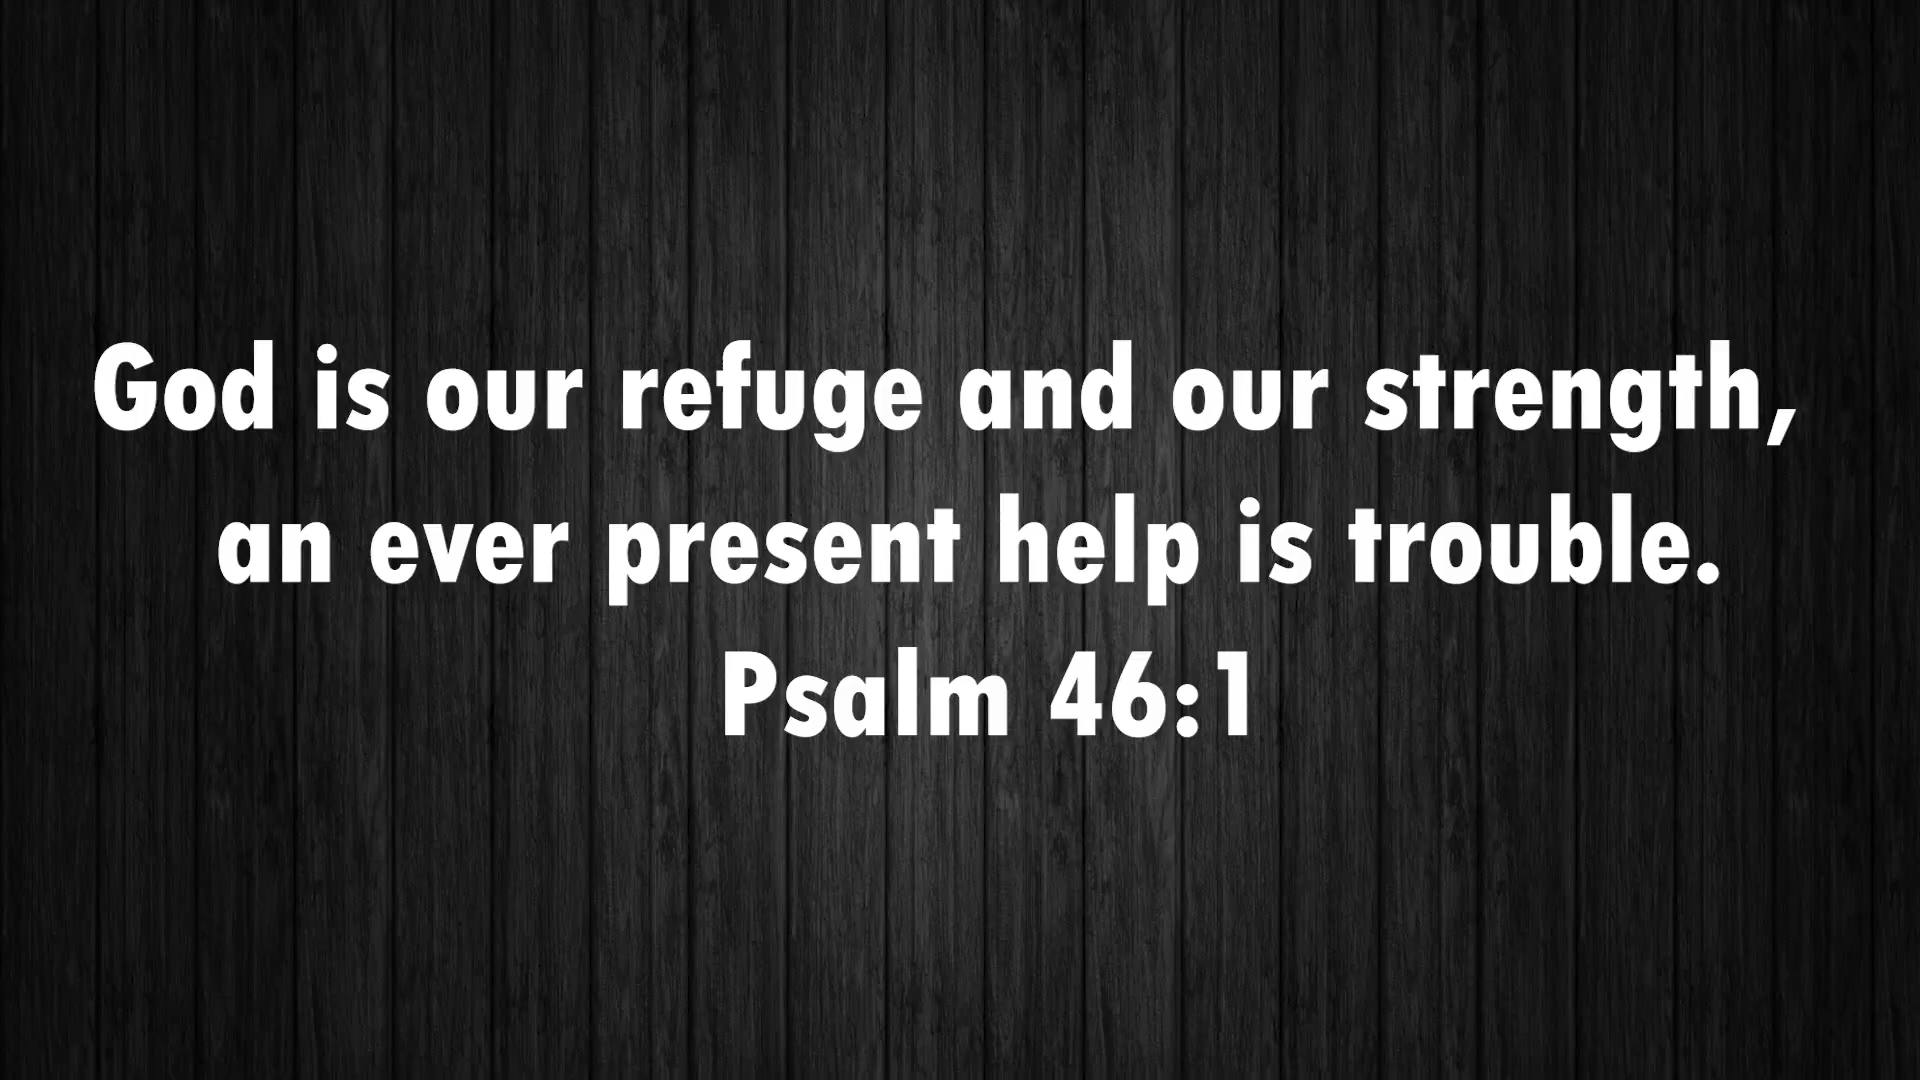 God is our refuge and our strength,
an ever present help is trouble.
Psalm 46:1